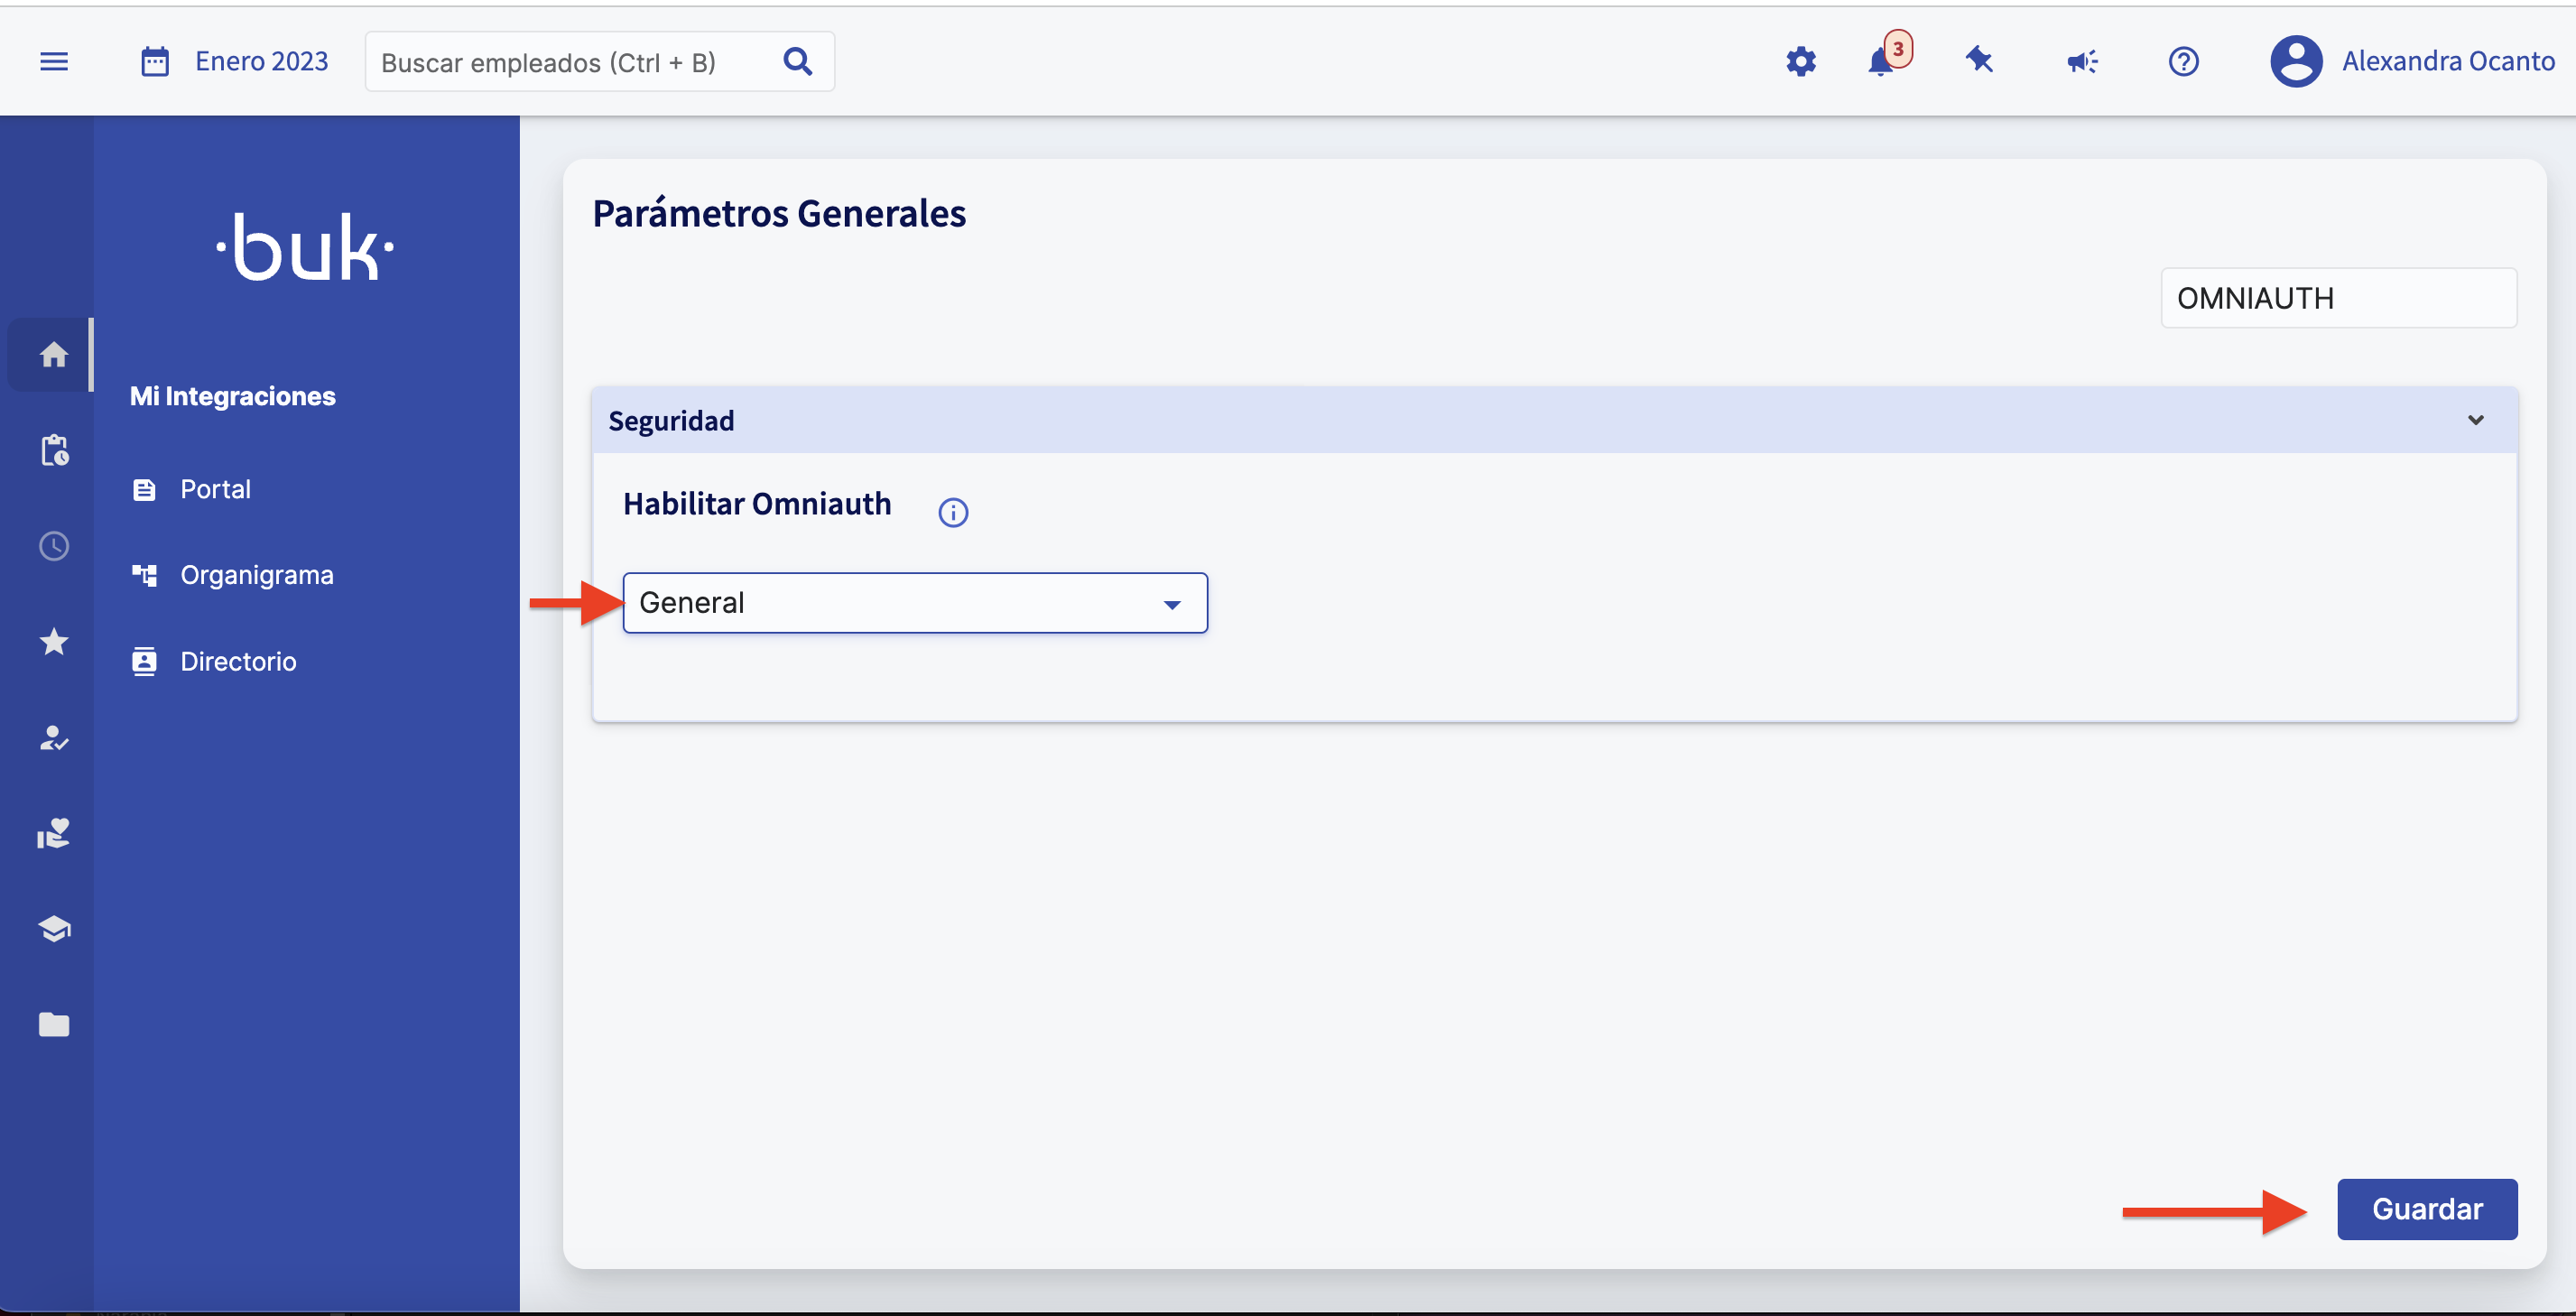 Enero 2023
Buscar empleados (Ctrl + B)
3
Alexandra Ocanto
·buk·
Mi Integraciones
Portal
Organigrama
Directorio
Parámetros Generales
OMNIAUTH
Seguridad
Habilitar Omniauth
General
Guardar